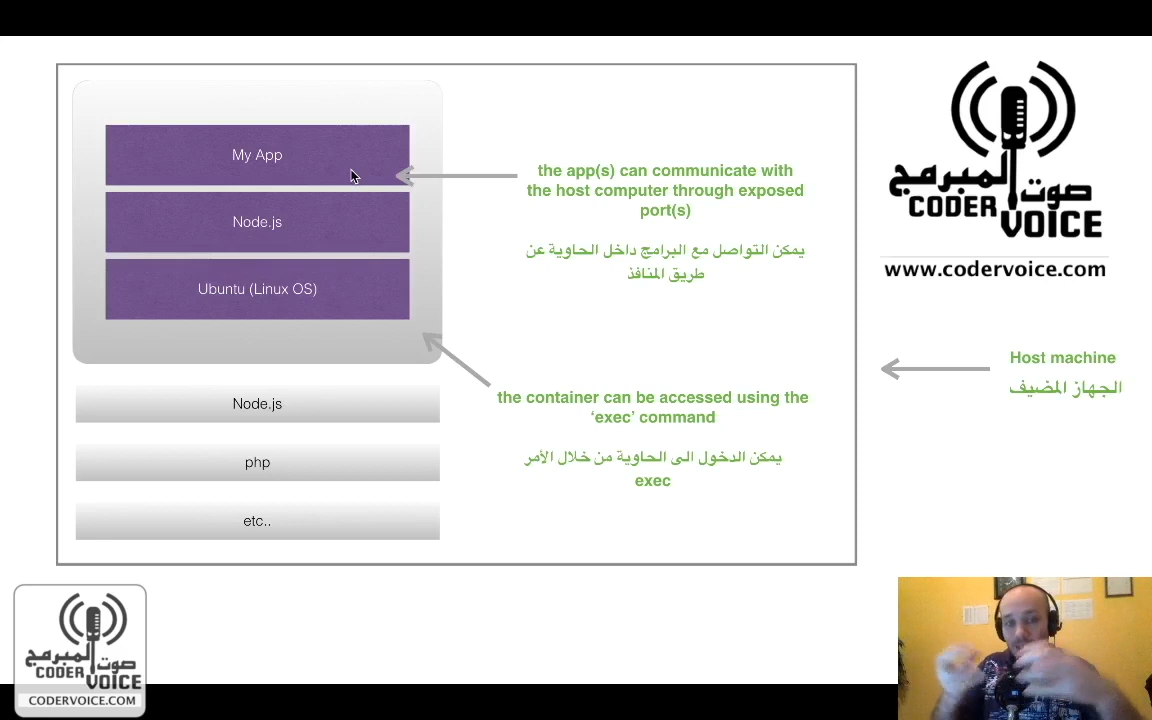 My App
Node.js
Ubuntu (Linux OS)
Node.js
php
etc..
the app(s) can communicate with
the host computer through exposed
port(s)
يمكن التواصل مع البرامج داخل الحاوية عن
طريق المنافذ
the container can be accessed using the
‘exec’ command
يمكن الدخول الى الحاوية من خلال الأمر
exec
صوت المبرمج
CODER VOICE
www.codervoice.com
Host machine
الجهاز المضيف
صوت المبرمج
CODER VOICE
CODERVOICE.COM